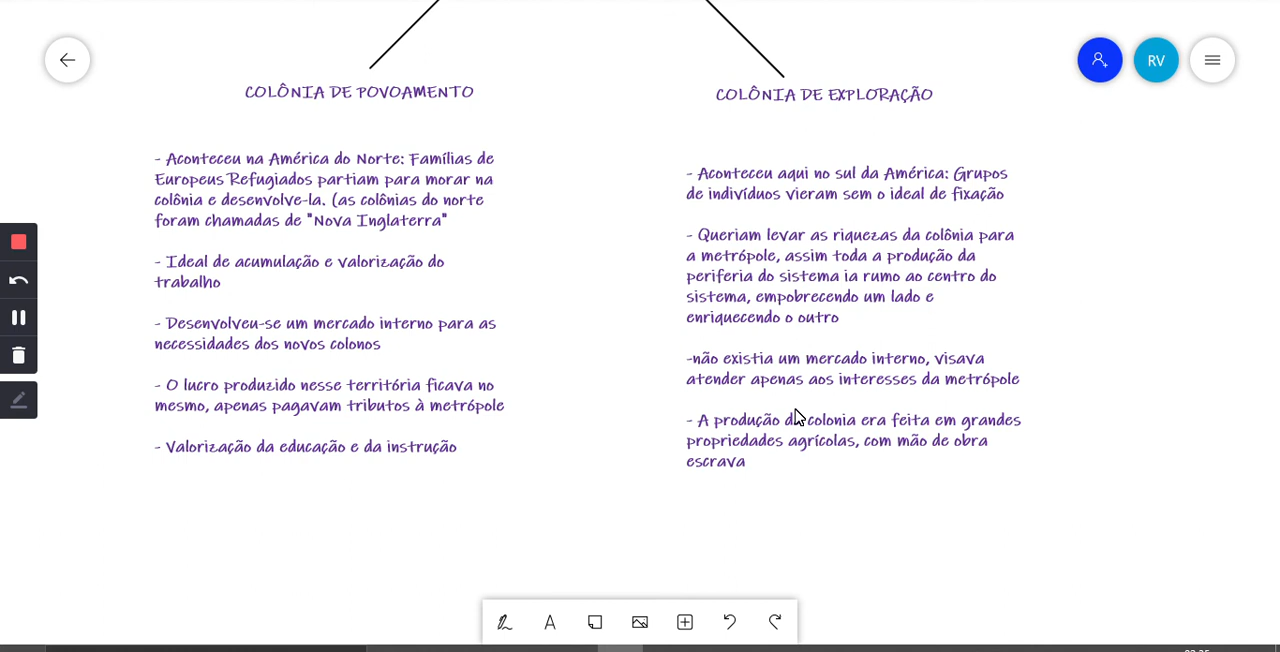 RV
COLÔNIA DE POVOAMENTO
- Aconteceu na América do Norte: Famílias de
Europeus Refugiados partiam para morar na
colônia e desenvolve-la. (as colônias do norte
foram chamadas de "Nova Inglaterra"
- Ideal de acumulação e valorização do
trabalho
- Desenvolveu-se um mercado interno para as
necessidades dos novos colonos
- O lucro produzido nesse território ficava no
mesmo, apenas pagavam tributos à metrópole
- Valorização da educação e da instrução
COLÔNIA DE EXPLORAÇÃO
- Aconteceu aqui no sul da América: Grupos
de indivíduos vieram sem o ideal de fixação
- Queriam levar as riquezas da colônia para
a metrópole, assim toda a produção da
periferia do sistema ia rumo ao centro do
sistema, empobrecendo um lado e
enriquecendo o outro
-não existia um mercado interno, visava
atender apenas aos interesses da metrópole
- A produção da colonia era feita em grandes
propriedades agrícolas, com mão de obra
escrava